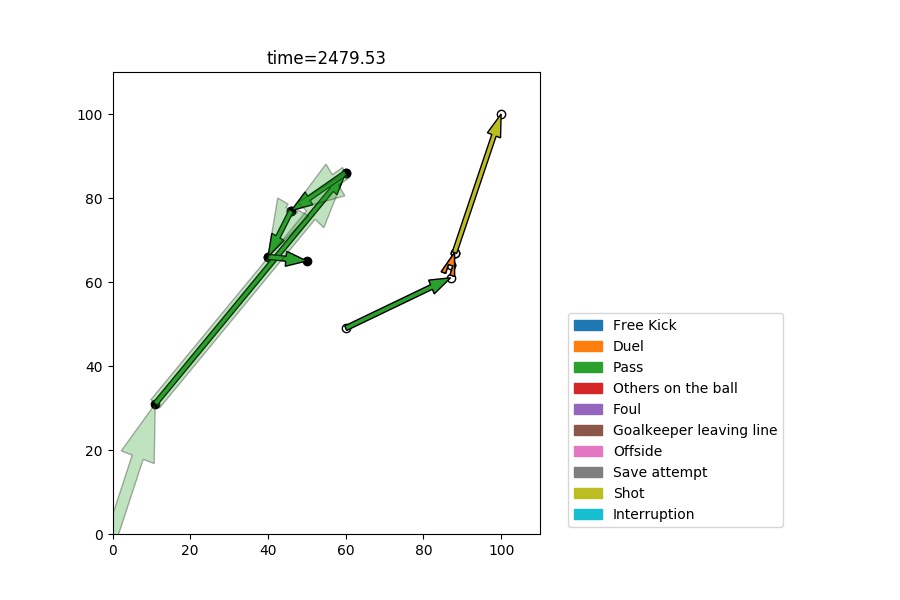 time=2479.53
100
80
60
40
20
0
0 20 40 60 80 100
Free Kick
Duel
Pass
Others on the ball
Foul
Goalkeeper leaving line
Offside
Save attempt
Shot
Interruption